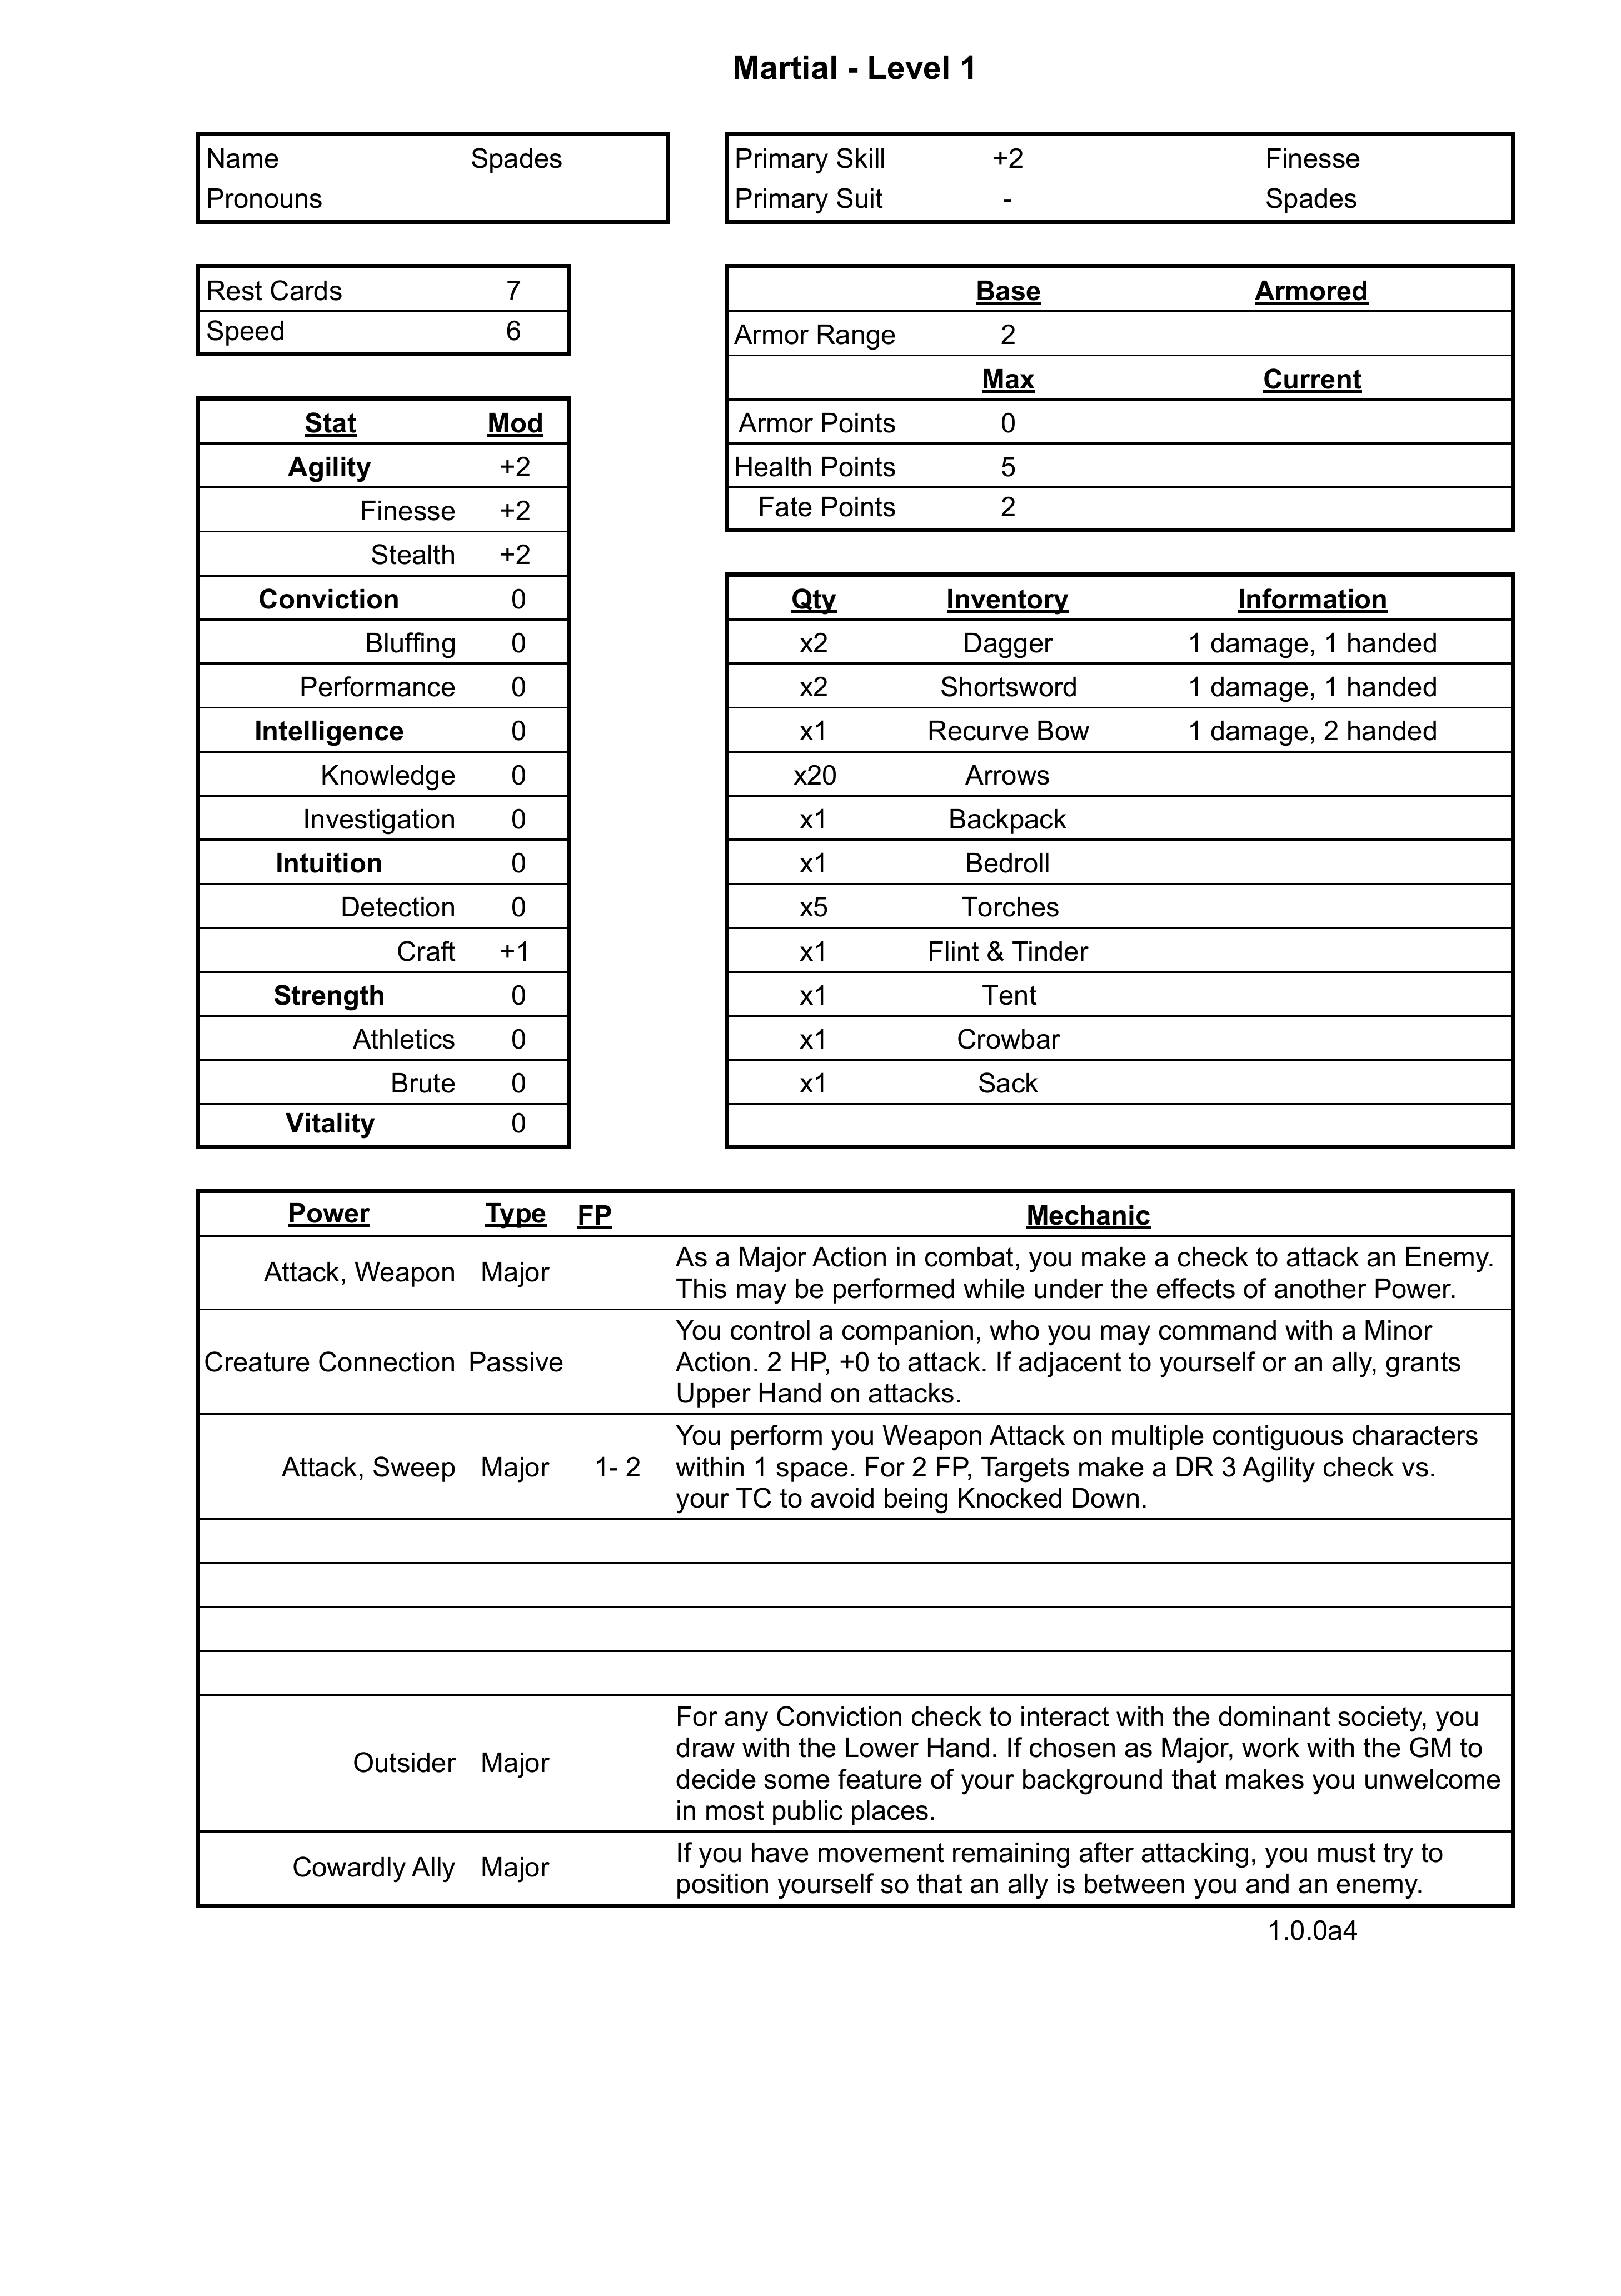 Martial - Level 1
Name Spades
Pronouns
Primary Skill +2 Finesse
Primary Suit - Spades
Rest Cards 7
Speed 6
Base Armored
Armor Range 2
Max Current
Armor Points 0
Health Points 5
Fate Points 2
Stat Mod
Agility +2
Finesse +2
Stealth +2
Conviction 0
Bluffing 0
Performance 0
Intelligence 0
Knowledge 0
Investigation 0
Intuition 0
Detection 0
Craft +1
Strength 0
Athletics 0
Brute 0
Vitality 0
Qty Inventory Information
x2 Dagger 1 damage, 1 handed
x2 Shortsword 1 damage, 1 handed
x1 Recurve Bow 1 damage, 2 handed
x20 Arrows
x1 Backpack
x1 Bedroll
x5 Torches
x1 Flint & Tinder
x1 Tent
x1 Crowbar
x1 Sack
Power Type FP Mechanic
Attack, Weapon Major As a Major Action in combat, you make a check to attack an Enemy.
This may be performed while under the effects of another Power.
You control a companion, who you may command with a Minor
Creature Connection Passive Action. 2 HP, +0 to attack. If adjacent to yourself or an ally, grants
Upper Hand on attacks.
You perform you Weapon Attack on multiple contiguous characters
Attack, Sweep Major 1- 2 within 1 space. For 2 FP, Targets make a DR 3 Agility check vs.
your TC to avoid being Knocked Down.
For any Conviction check to interact with the dominant society, you
draw with the Lower Hand. If chosen as Major, work with the GM to
Outsider Major decide some feature of your background that makes you unwelcome
in most public places.
Cowardly Ally Major If you have movement remaining after attacking, you must try to
position yourself so that an ally is between you and an enemy.
1.0.0a4